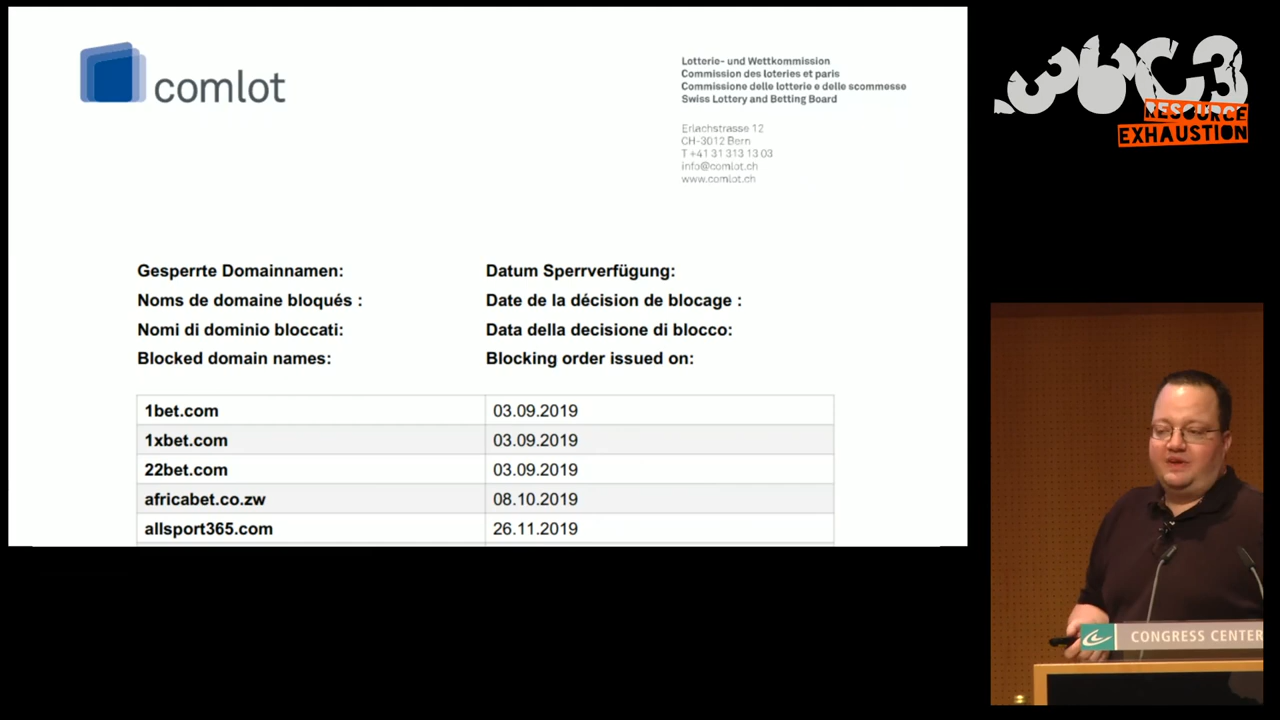 comlot
Lotterie- und Wettkommission
Commission des loteries et paris
Commissione delle lotterie e delle scommesse
Swiss Lottery and Betting Board
Erlachstrasse 12
CH-3012 Bern
T +41 31 313 13 03
info@comlot.ch
www.comlot.ch
Gesperrte Domainnamen: Datum Sperrverfügung:
Noms de domaine bloqués : Date de la décision de blocage :
Nomi di dominio bloccati: Data della decisione di blocco:
Blocked domain names: Blocking order issued on:
1bet.com 03.09.2019
1xbet.com 03.09.2019
22bet.com 03.09.2019
africabet.co.zw 08.10.2019
allsport365.com 26.11.2019
36C3
RESOURCE
EXHAUSTION
CONGRESS CENTER